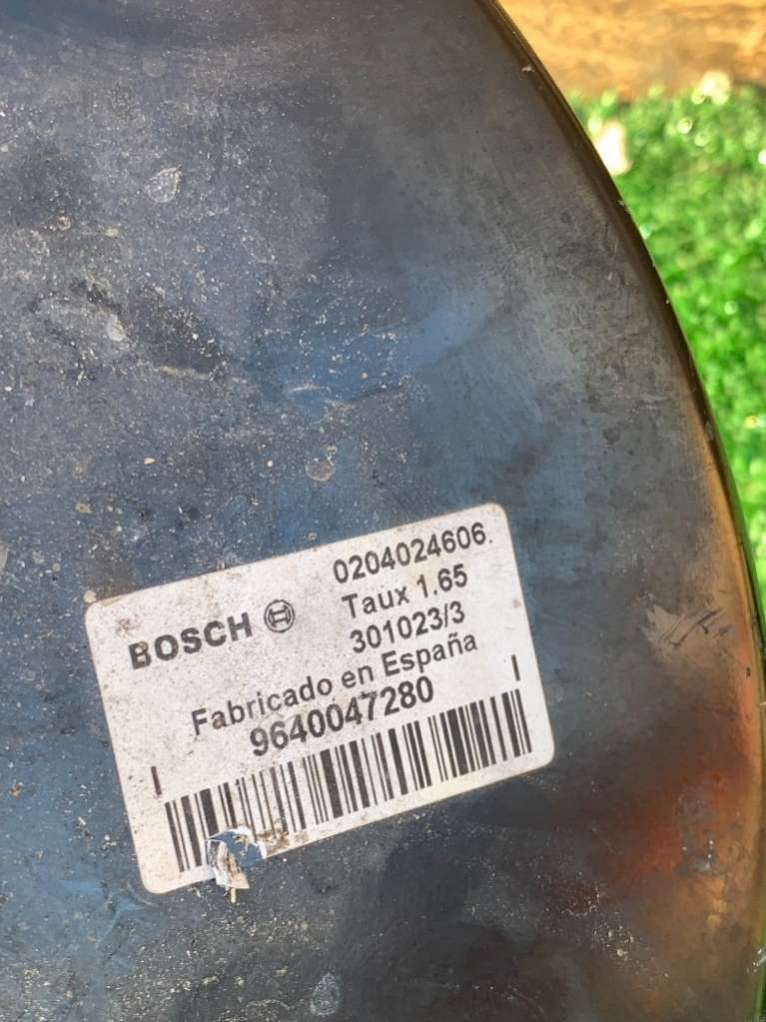 0204024606.
BOSCH Taux 1.65
301023/3
Fabricado en España
9640047280